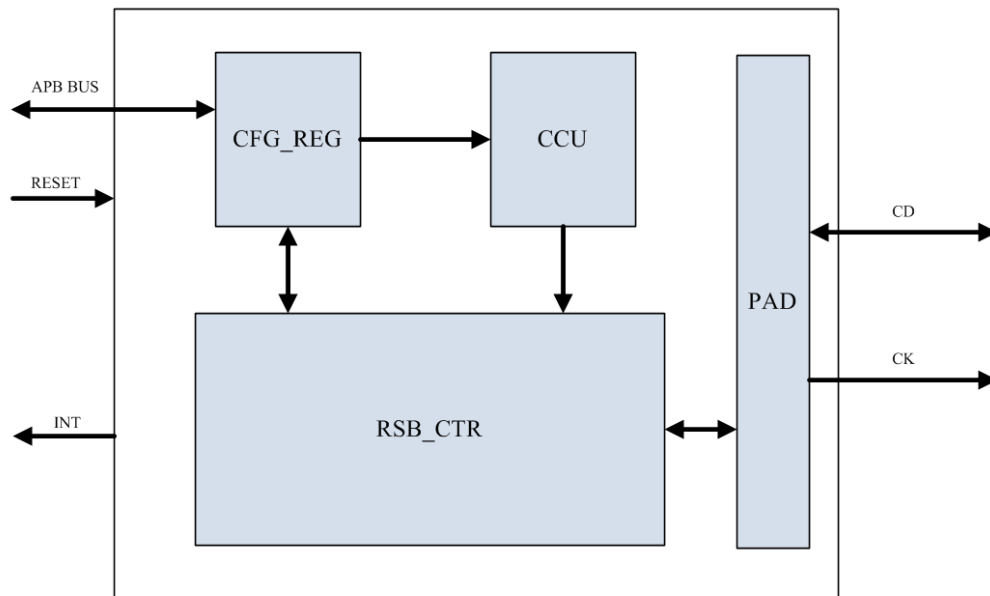 APB BUS
CFG_REG
CCU
RESET
CD
PAD
CK
INT
RSB_CTR